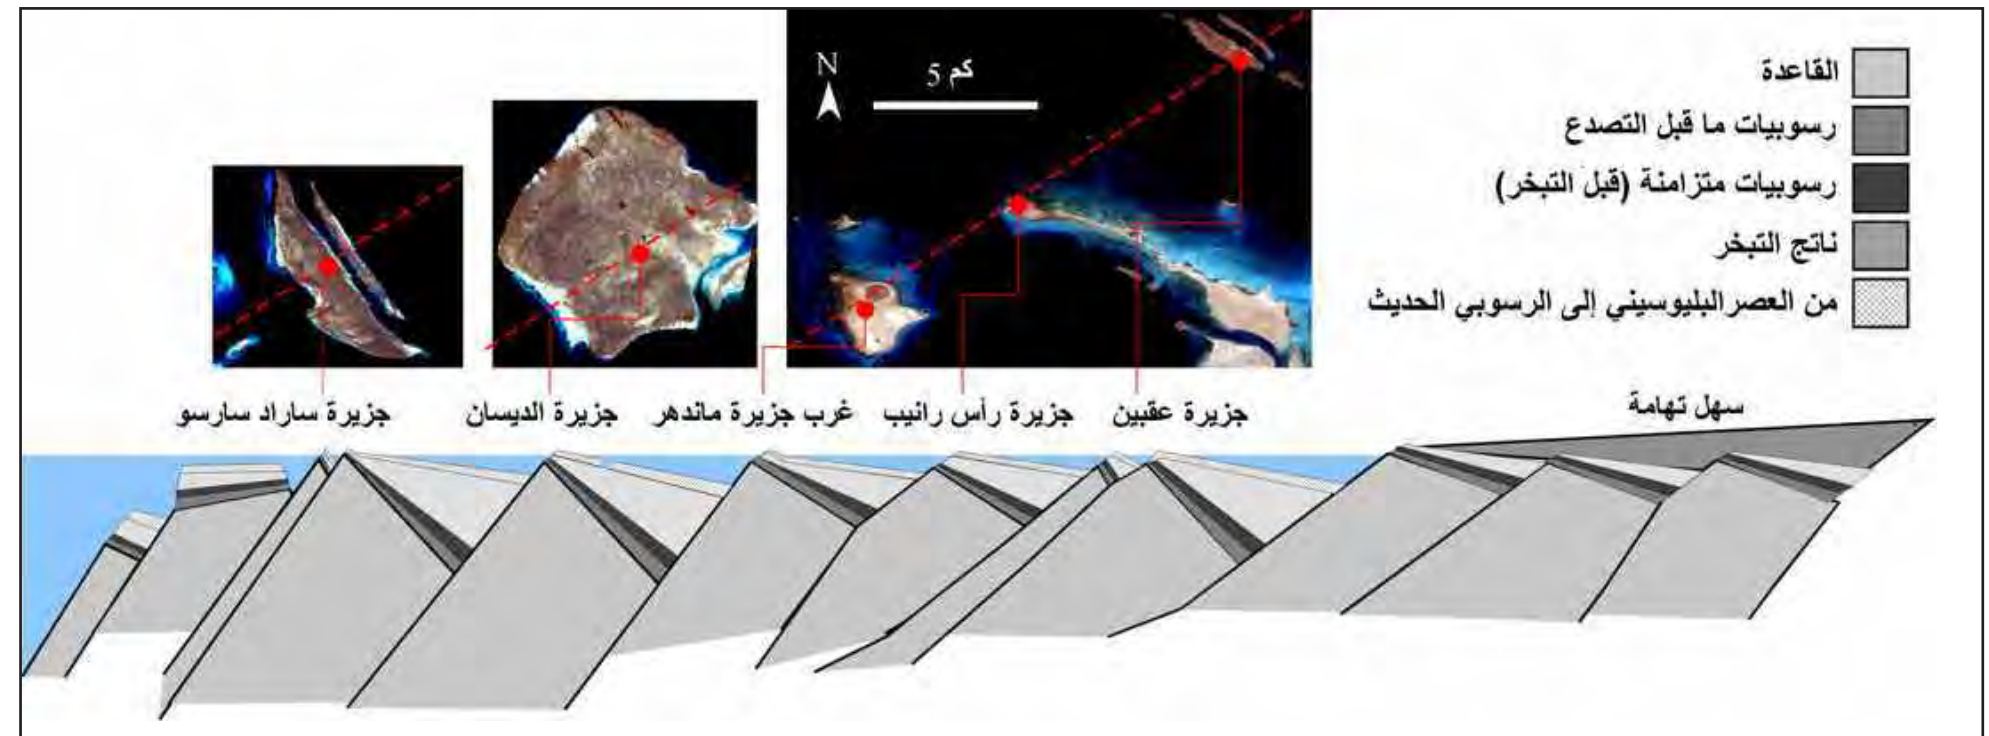 القاعدة
رسوبيات ما قبل التصدع
رسوبيات متزامنة (قبل التبخر)
ناتج التبخر
من العصر البليوسيني إلى الرسوبي الحديث
N
5 كم
سهل تهامة
جزيرة عقبين
جزيرة رأس رانيب
غرب جزيرة ماندهر
جزيرة الديسان
جزيرة ساراد سارسو